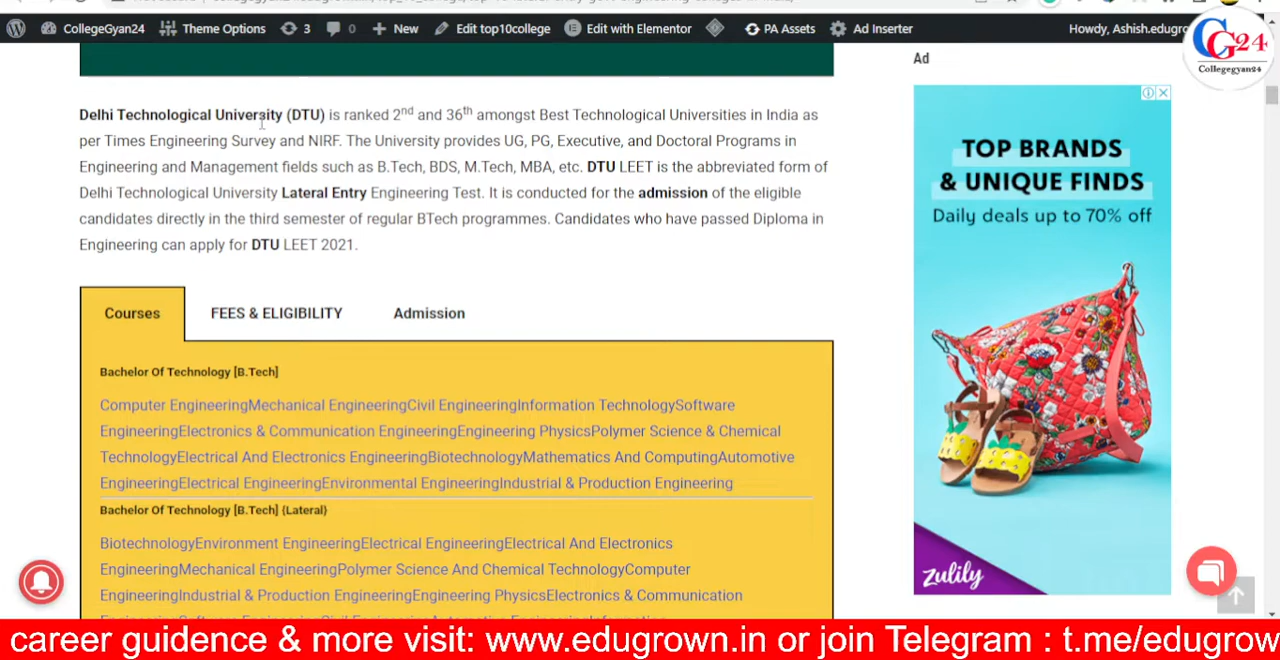 CollegeGyan24 Theme Options 3 0 New Edit top10college Edit with Elementor PA Assets Ad Inserter Howdy, Ashish.edugro
CG24
Collegegyan24
Ad
Delhi Technological University (DTU) is ranked 2nd and 36th amongst Best Technological Universities in India as
per Times Engineering Survey and NIRF. The University provides UG, PG, Executive, and Doctoral Programs in
Engineering and Management fields such as B.Tech, BDS, M.Tech, MBA, etc. DTU LEET is the abbreviated form of
Delhi Technological University Lateral Entry Engineering Test. It is conducted for the admission of the eligible
candidates directly in the third semester of regular BTech programmes. Candidates who have passed Diploma in
Engineering can apply for DTU LEET 2021.
TOP BRANDS
& UNIQUE FINDS
Daily deals up to 70% off
zulily
Courses FEES & ELIGIBILITY Admission
Bachelor Of Technology [B.Tech]
Computer EngineeringMechanical EngineeringCivil EngineeringInformation TechnologySoftware
EngineeringElectronics & Communication EngineeringEngineering PhysicsPolymer Science & Chemical
TechnologyElectrical And Electronics EngineeringBiotechnologyMathematics And ComputingAutomotive
EngineeringElectrical EngineeringEnvironmental EngineeringIndustrial & Production Engineering
Bachelor Of Technology [B.Tech] {Lateral}
BiotechnologyEnvironment EngineeringElectrical EngineeringElectrical And Electronics
EngineeringMechanical EngineeringPolymer Science And Chemical TechnologyComputer
EngineeringIndustrial & Production EngineeringEngineering PhysicsElectronics & Communication
career guidence & more visit: www.edugrown.in or join Telegram : t.me/edugrow